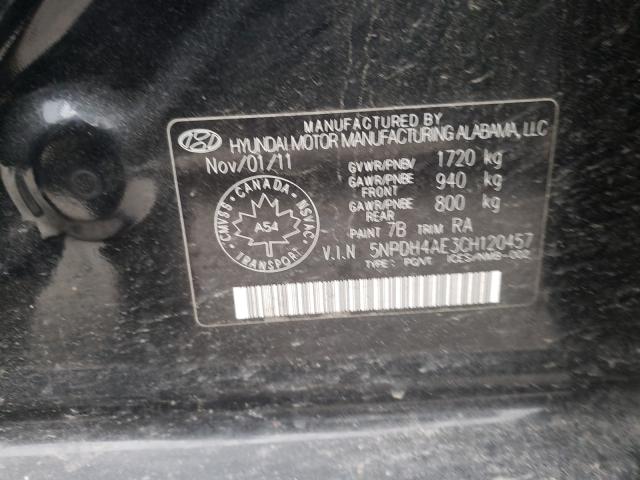 MANUFACTURED BY
HYUNDAI MOTOR MANUFACTURING ALABAMA, LLC
Nov/01/11
GVWR/PNBV 1720 kg
GAWR/PNBE FRONT 940 kg
GAWR/PNBE REAR 800 kg
PAINT 7B TRIM RA
V.I.N 5NPDH4AE3CH120457
TYPE: PCNT ICES/NMB-002
CANADA
CMVSS NSVAC
A54
TRANSPORT